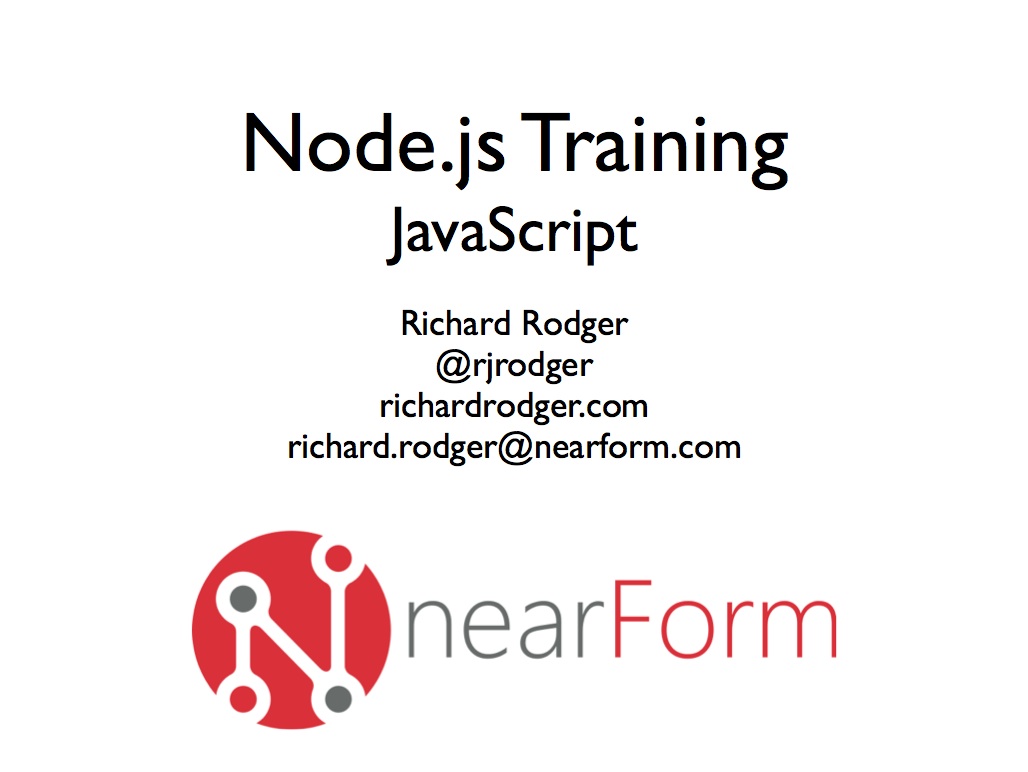 Node.js Training
JavaScript
Richard Rodger
@rjrodger
richardrodger.com
richard.rodger@nearform.com
nearForm